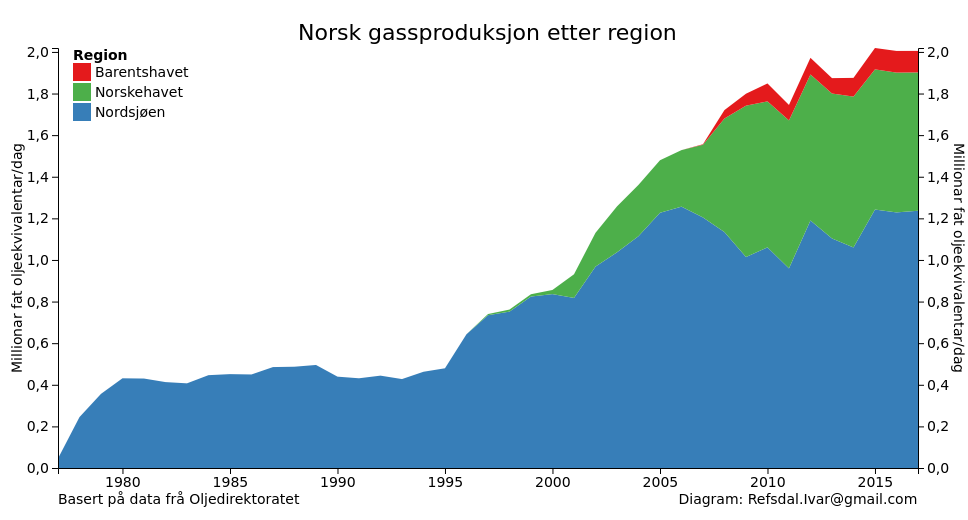 Norsk gassproduksjon etter region
Region
Barentshavet
Norskehavet
Nordsjøen
Millionar fat oljeekvivalentar/dag
2,0
1,8
1,6
1,4
1,2
1,0
0,8
0,6
0,4
0,2
0,0
2,0
1,8
1,6
1,4
1,2
1,0
0,8
0,6
0,4
0,2
0,0
Millionar fat oljeekvivalentar/dag
1980 1985 1990 1995 2000 2005 2010 2015
Basert på data frå Oljedirektoratet
Diagram: Refsdal.Ivar@gmail.com